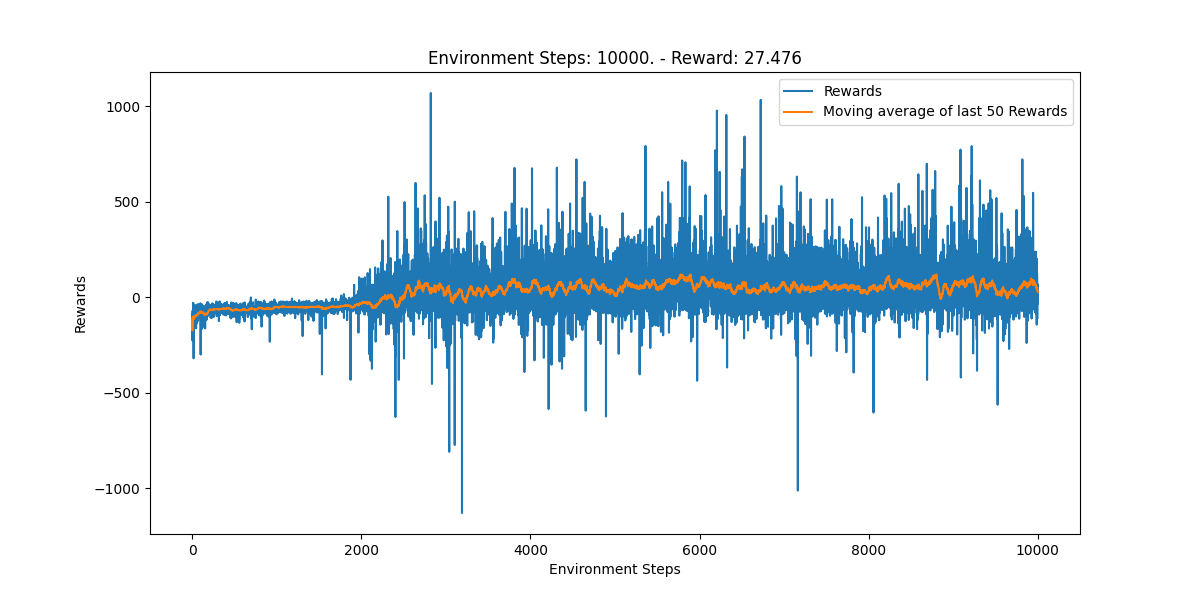 Environment Steps: 10000. - Reward: 27.476
Rewards
Moving average of last 50 Rewards
1000
500
0
−500
−1000
Rewards
0 2000 4000 6000 8000 10000
Environment Steps